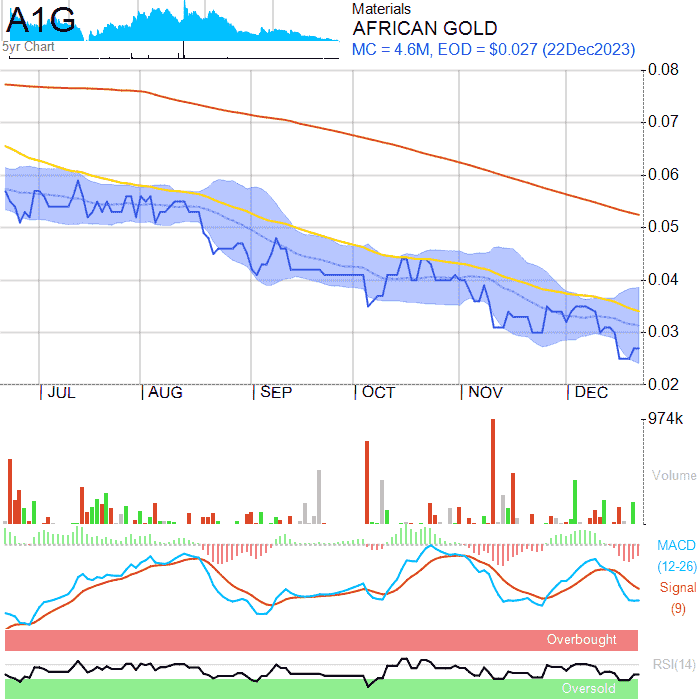 A1G
5yr Chart
Materials
AFRICAN GOLD
MC = 4.6M, EOD = $0.027 (22Dec2023)
0.08
0.07
0.06
0.05
0.04
0.03
0.02
JUL AUG SEP OCT NOV DEC
974k
Volume
MACD
(12-26)
Signal
(9)
Overbought
RSI(14)
Oversold